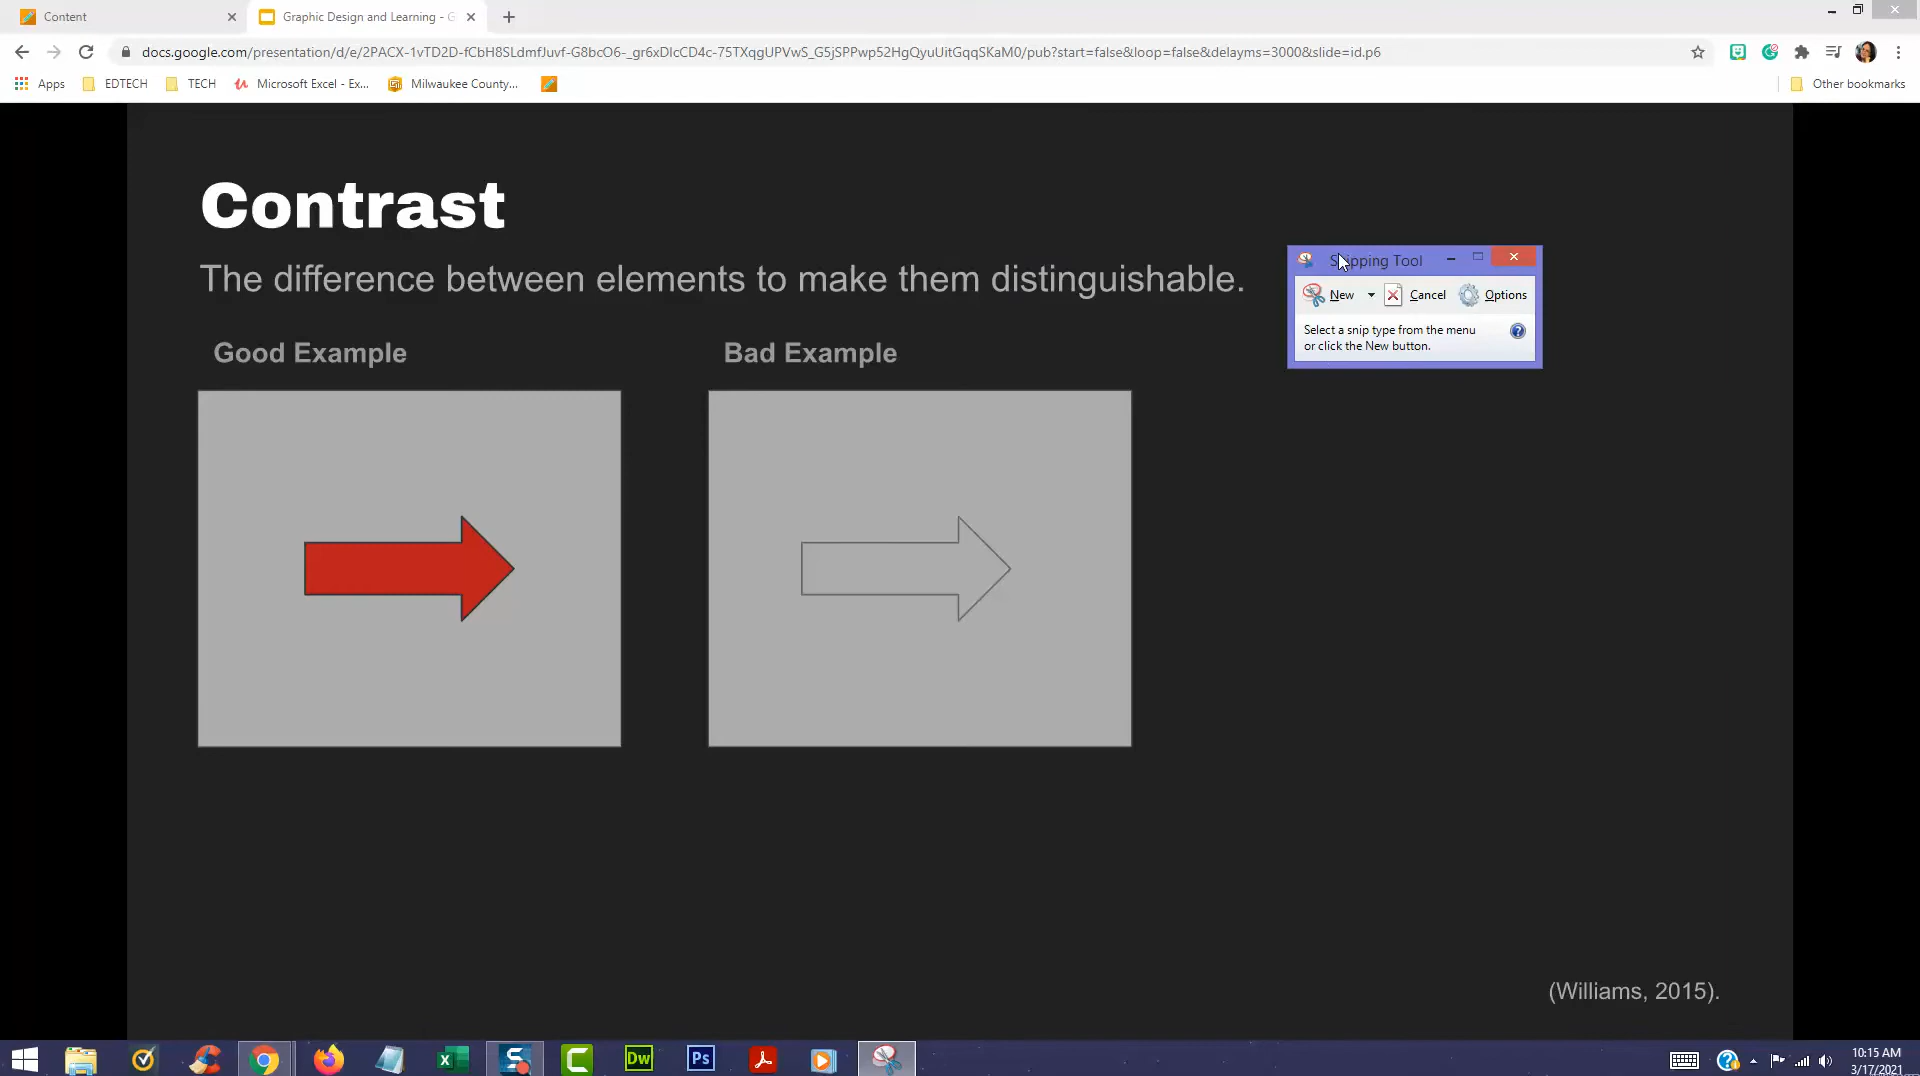 Content
Graphic Design and Learning - G
docs.google.com/presentation/d/e/2PACX-1vTD2D-fCbH8SLdmfJuvf-G8bcO6-_gr6xDIcCD4c-75TXqgUPVwS_G5jSPPwp52HgQyuUitGqqSKaM0/pub?start=false&loop=false&delayms=3000&slide=id.p6
Apps
EDTECH
TECH
Microsoft Excel - Ex...
Milwaukee County...
Other bookmarks
Contrast
The difference between elements to make them distinguishable.
Good Example
Bad Example
Snipping Tool
New
Cancel
Options
Select a snip type from the menu
or click the New button.
(Williams, 2015).
Dw
Ps
10:15 AM
3/17/2021